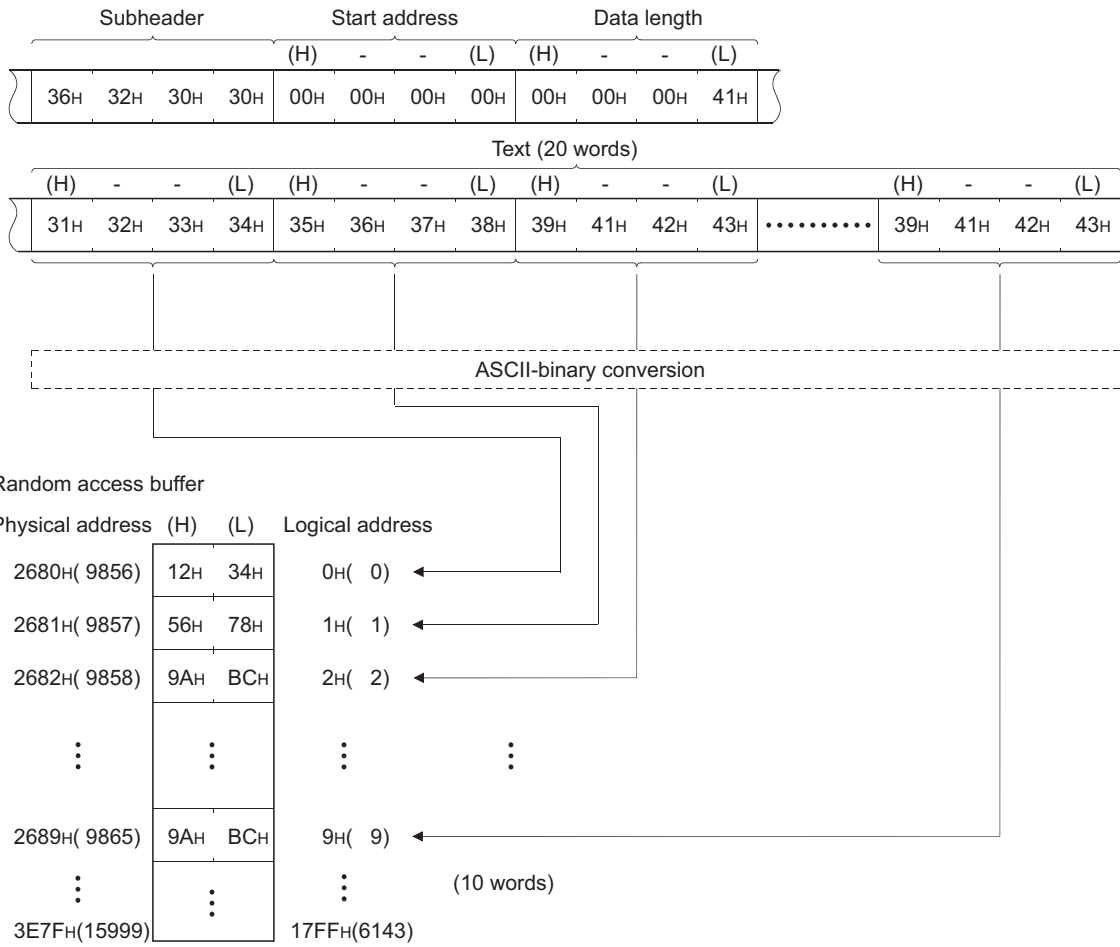 Subheader Start address Data length
(H) - - (L) (H) - - (L)
36H 32H 30H 30H 00H 00H 00H 00H 00H 00H 00H 41H
Text (20 words)
(H) - - (L) (H) - - (L) (H) - - (L) (H) - - (L)
31H 32H 33H 34H 35H 36H 37H 38H 39H 41H 42H 43H •••••••••• 39H 41H 42H 43H
ASCII-binary conversion
Random access buffer
Physical address (H) (L) Logical address
2680H( 9856) 12H 34H 0H( 0)
2681H( 9857) 56H 78H 1H( 1)
2682H( 9858) 9AH BCH 2H( 2)
2689H( 9865) 9AH BCH 9H( 9)
(10 words)
3E7FH(15999) 17FFH(6143)